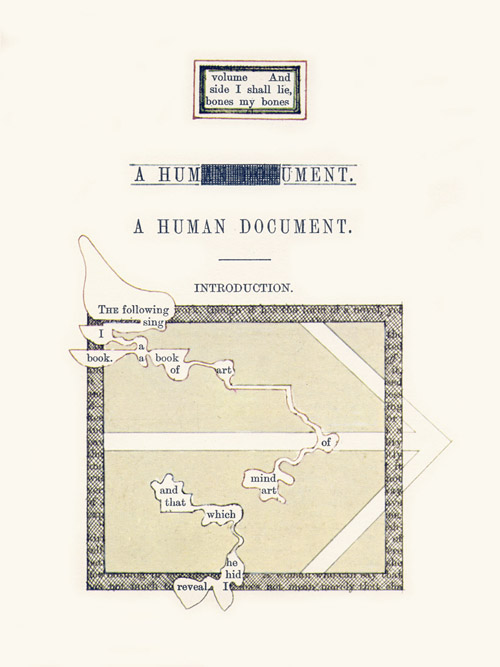 volume And
side I shall lie,
bones my bones
A HUM UMENT.
A HUMAN DOCUMENT.
INTRODUCTION.
THE following
sing
I
a
book. a book
of art
of
mind
art
and
that
which
he
hid
reveal I